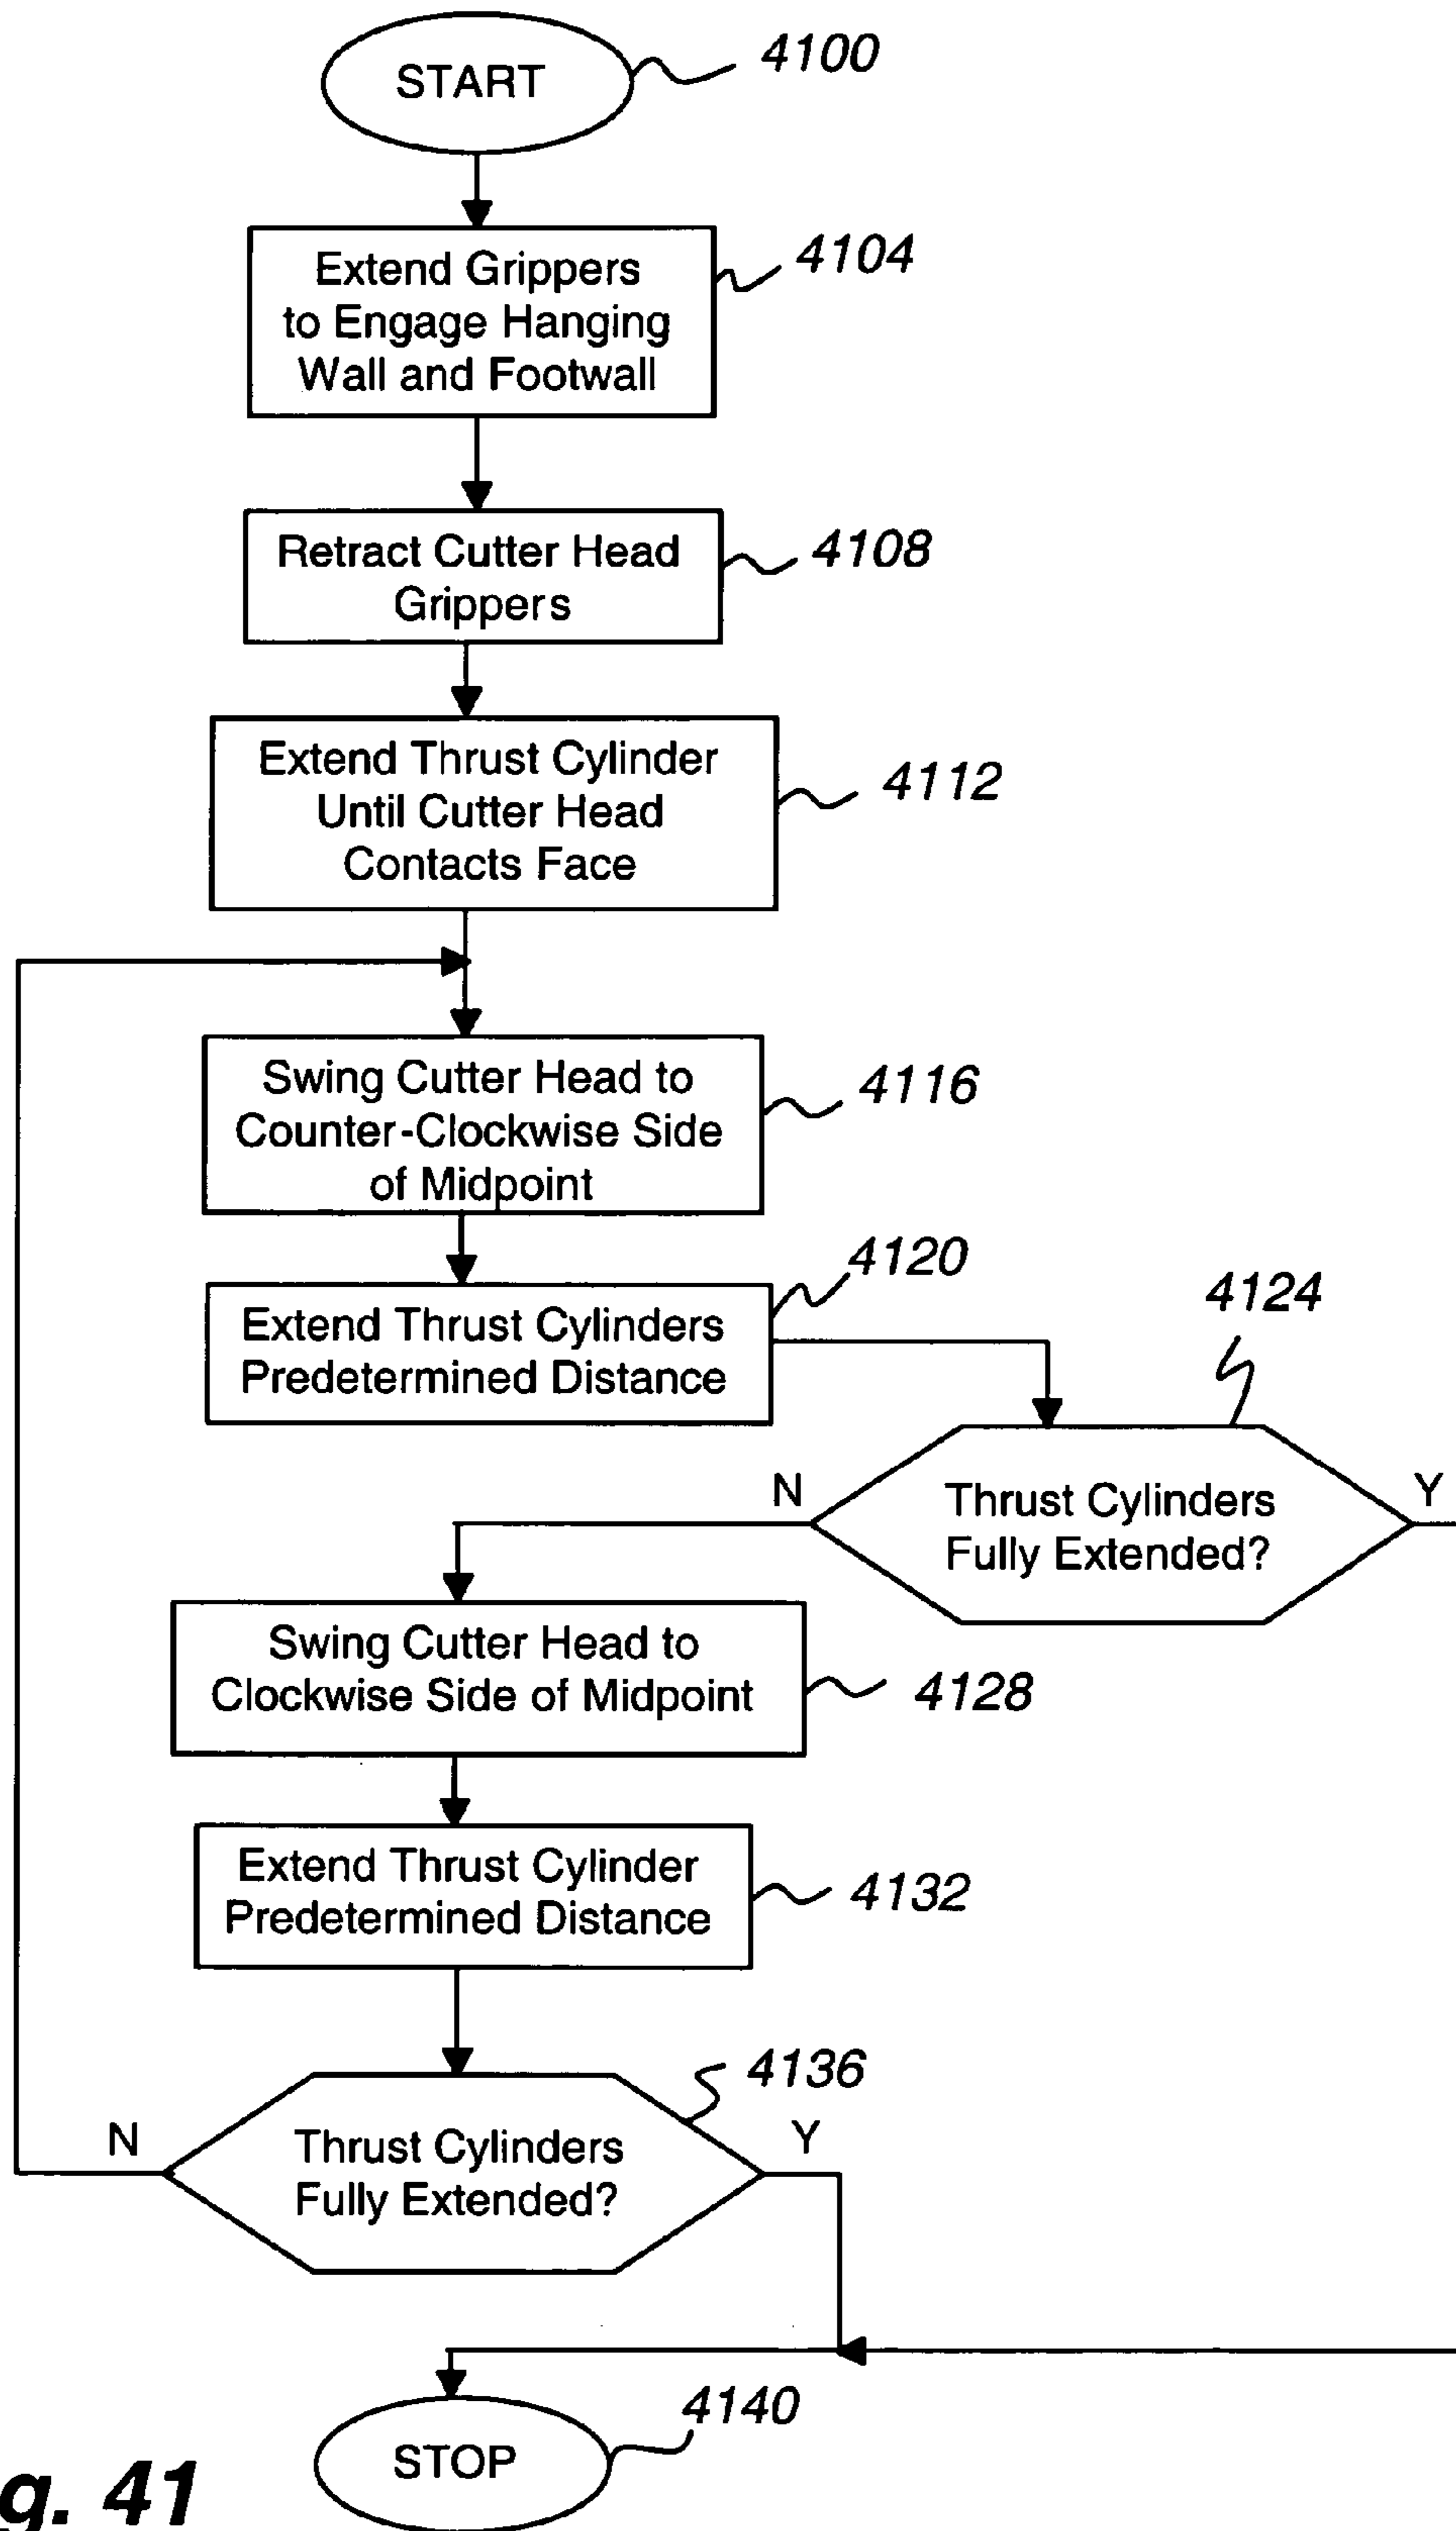 START
4100
Extend Grippers
to Engage Hanging
Wall and Footwall
4104
Retract Cutter Head
Grippers
4108
Extend Thrust Cylinder
Until Cutter Head
Contacts Face
4112
Swing Cutter Head to
Counter-Clockwise Side
of Midpoint
4116
Extend Thrust Cylinders
Predetermined Distance
4120
4124
N
Thrust Cylinders
Fully Extended?
Y
Swing Cutter Head to
Clockwise Side of Midpoint
4128
Extend Thrust Cylinder
Predetermined Distance
4132
4136
N
Thrust Cylinders
Fully Extended?
Y
STOP
4140
g. 41